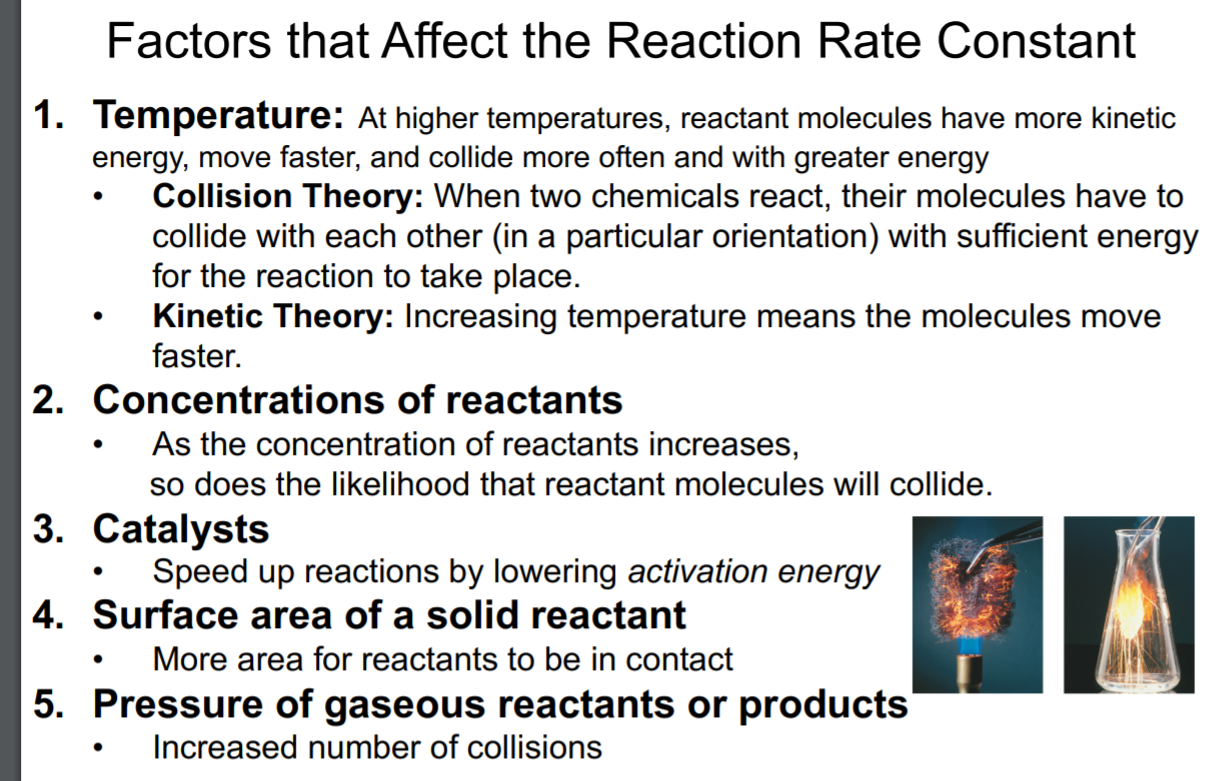 Factors that Affect the Reaction Rate Constant
1. Temperature: At higher temperatures, reactant molecules have more kinetic
energy, move faster, and collide more often and with greater energy
• Collision Theory: When two chemicals react, their molecules have to
collide with each other (in a particular orientation) with sufficient energy
for the reaction to take place.
• Kinetic Theory: Increasing temperature means the molecules move
faster.
2. Concentrations of reactants
• As the concentration of reactants increases,
so does the likelihood that reactant molecules will collide.
3. Catalysts
• Speed up reactions by lowering activation energy
4. Surface area of a solid reactant
• More area for reactants to be in contact
5. Pressure of gaseous reactants or products
• Increased number of collisions